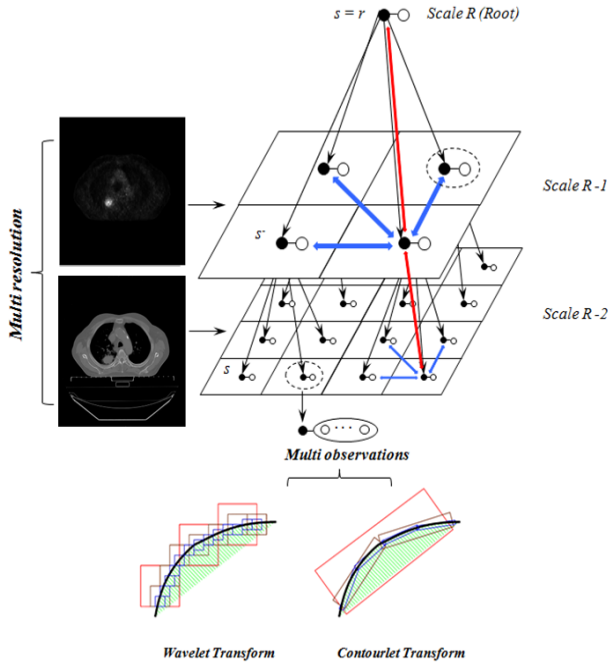 s = r
Scale R (Root)
Multi resolution
Scale R -1
s-
Scale R -2
s
Multi observations
Wavelet Transform
Contourlet Transform